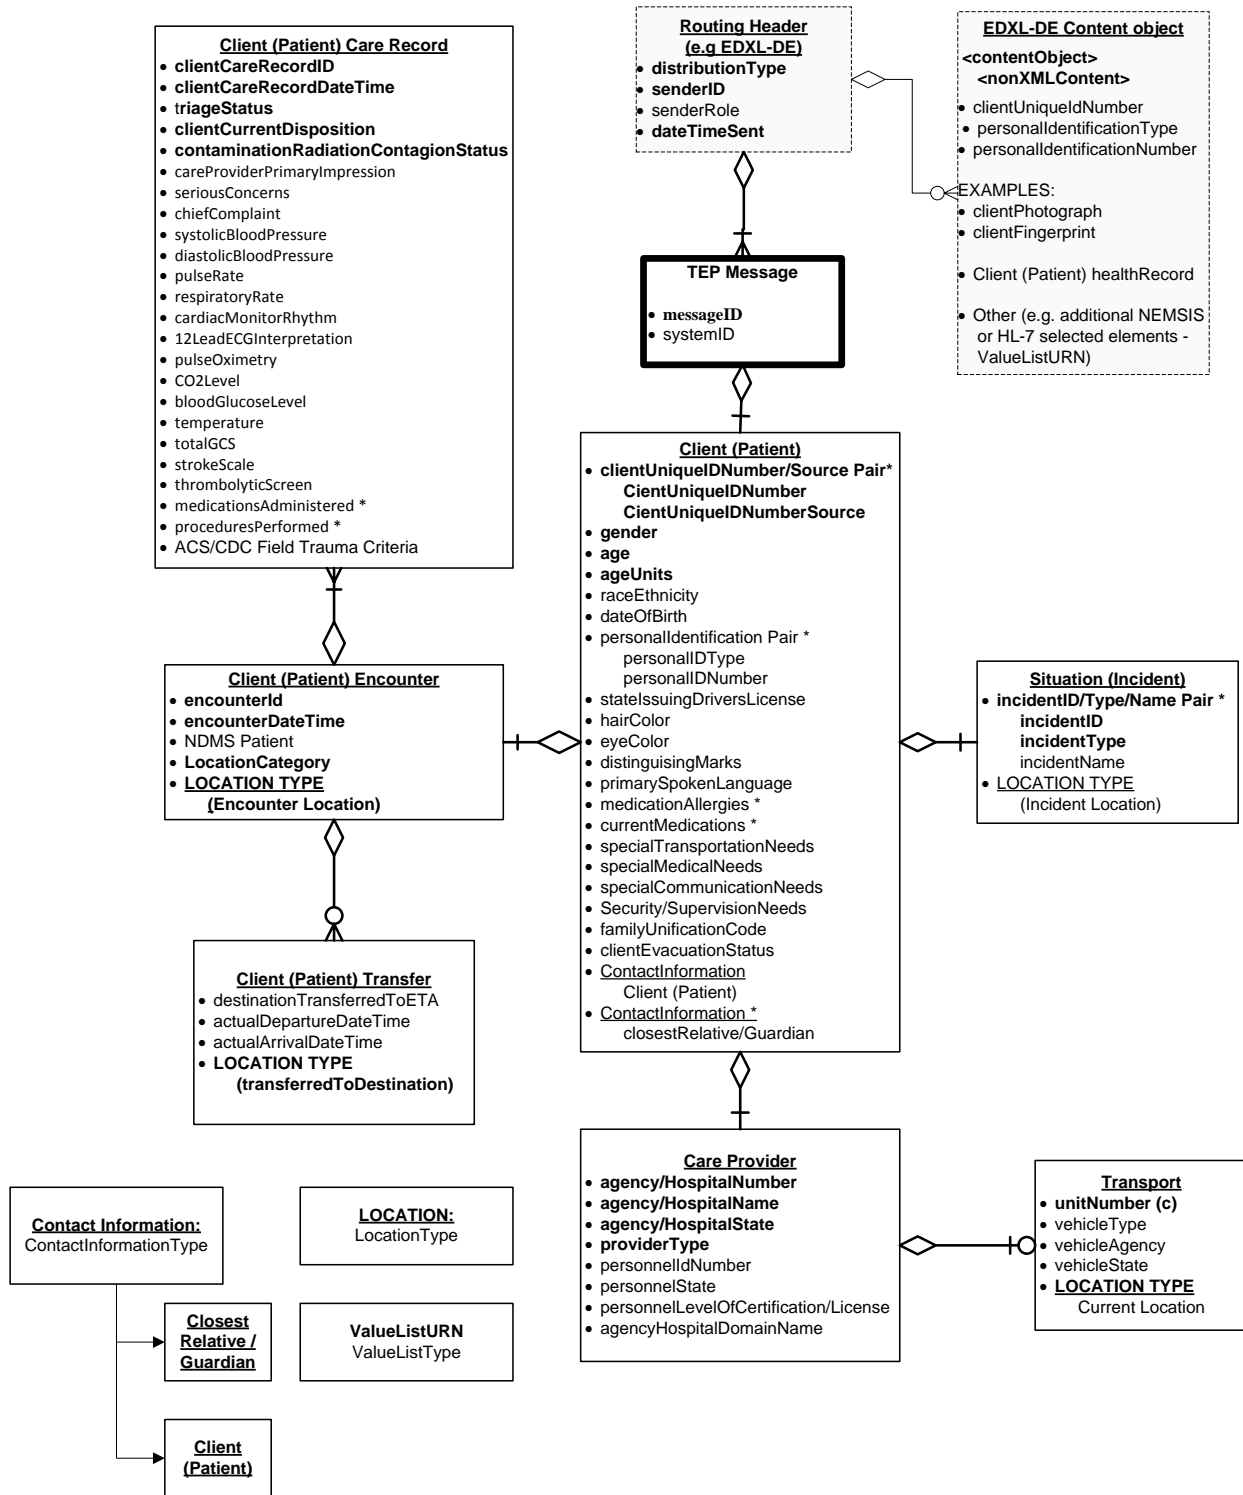 Client (Patient) Care Record
• clientCareRecordID
• clientCareRecordDateTime
• triageStatus
• clientCurrentDisposition
• contaminationRadiationContagionStatus
• careProviderPrimaryImpression
• seriousConcerns
• chiefComplaint
• systolicBloodPressure
• diastolicBloodPressure
• pulseRate
• respiratoryRate
• cardiacMonitorRhythm
• 12LeadECGInterpretation
• pulseOximetry
• CO2Level
• bloodGlucoseLevel
• temperature
• totalGCS
• strokeScale
• thrombolyticScreen
• medicationsAdministered *
• proceduresPerformed *
• ACS/CDC Field Trauma Criteria
Routing Header
(e.g EDXL-DE)
• distributionType
• senderID
• senderRole
• dateTimeSent
EDXL-DE Content object
<contentObject>
<nonXMLContent>
• clientUniqueIdNumber
• personalIdentificationType
• personalIdentificationNumber
EXAMPLES:
• clientPhotograph
• clientFingerprint
• Client (Patient) healthRecord
• Other (e.g. additional NEMSIS
or HL-7 selected elements -
ValueListURN)
TEP Message
• messageID
• systemID
Client (Patient)
• clientUniqueIDNumber/Source Pair*
CientUniqueIDNumber
CientUniqueIDNumberSource
• gender
• age
• ageUnits
• raceEthnicity
• dateOfBirth
• personalIdentification Pair *
personalIDType
personalIDNumber
• stateIssuingDriversLicense
• hairColor
• eyeColor
• distinguisingMarks
• primarySpokenLanguage
• medicationAllergies *
• currentMedications *
• specialTransportationNeeds
• specialMedicalNeeds
• specialCommunicationNeeds
• Security/SupervisionNeeds
• familyUnificationCode
• clientEvacuationStatus
• ContactInformation
Client (Patient)
• ContactInformation *
closestRelative/Guardian
Client (Patient) Encounter
• encounterId
• encounterDateTime
• NDMS Patient
• LocationCategory
• LOCATION TYPE
(Encounter Location)
Situation (Incident)
• incidentID/Type/Name Pair *
incidentID
incidentType
incidentName
• LOCATION TYPE
(Incident Location)
Client (Patient) Transfer
• destinationTransferredToETA
• actualDepartureDateTime
• actualArrivalDateTime
• LOCATION TYPE
(transferredToDestination)
Care Provider
• agency/HospitalNumber
• agency/HospitalName
• agency/HospitalState
• providerType
• personnelIdNumber
• personnelState
• personnelLevelOfCertification/License
• agencyHospitalDomainName
Transport
• unitNumber (c)
• vehicleType
• vehicleAgency
• vehicleState
• LOCATION TYPE
Current Location
Contact Information:
ContactInformationType
LOCATION:
LocationType
Closest
Relative /
Guardian
ValueListURN
ValueListType
Client
(Patient)